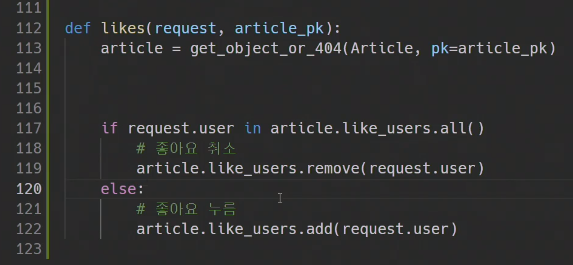 111
112 def likes(request, article_pk):
113 article = get_object_or_404(Article, pk=article_pk)
114
115
116
117 if request.user in article.like_users.all()
118 # 좋아요 취소
119 article.like_users.remove(request.user)
120 else:
121 # 좋아요 누름
122 article.like_users.add(request.user)
123